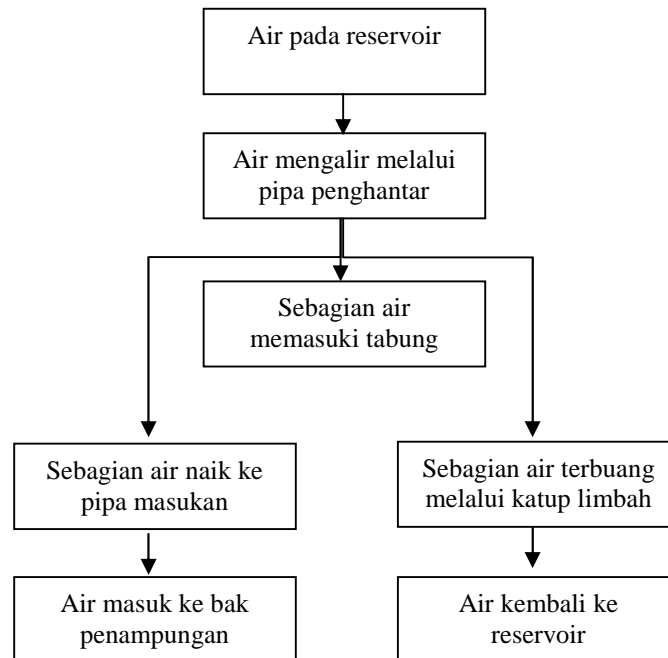 Air pada reservoir
Air mengalir melalui
pipa penghantar
Sebagian air
memasuki tabung
Sebagian air naik ke
pipa masukan
Sebagian air terbuang
melalui katup limbah
Air masuk ke bak
penampungan
Air kembali ke
reservoir